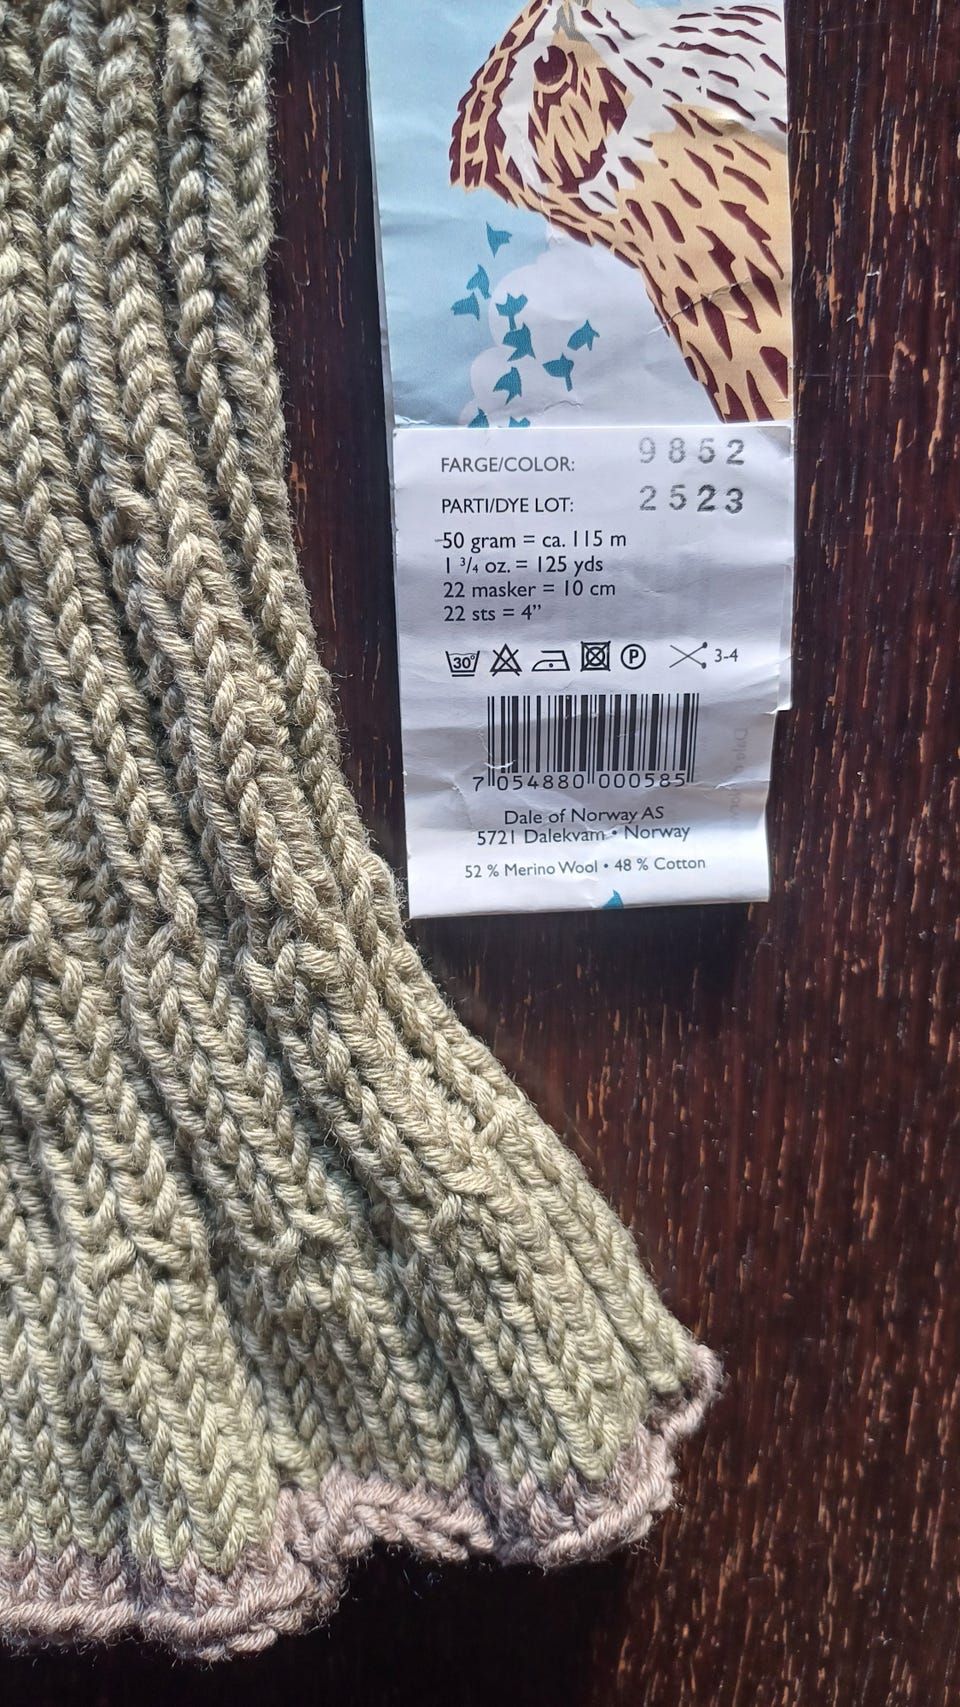 FARGE/COLOR: 9852
PARTI/DYE LOT: 2523
50 gram = ca. 115 m
1 3/4 oz. = 125 yds
22 masker = 10 cm
22 sts = 4”
30° P 3-4
7 054880 000585
Dale of Norway AS
5721 Dalekvam • Norway
52 % Merino Wool • 48 % Cotton